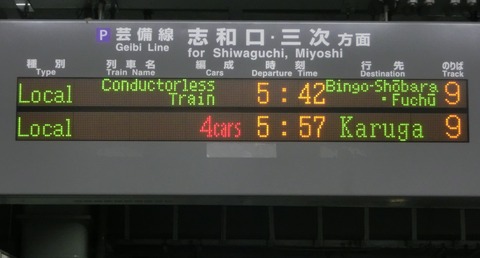 P 芸備線 志和口・三次 方面
Geibi Line for Shiwaguchi, Miyoshi
種別 列車名 編成 時刻 行先 のりば
Type Train Name Cars Departure Time Destination Track
Local Conductorless Train 5:42 Bingo-Shōbara・Fuchū 9
Local 4cars 5:57 Karuga 9